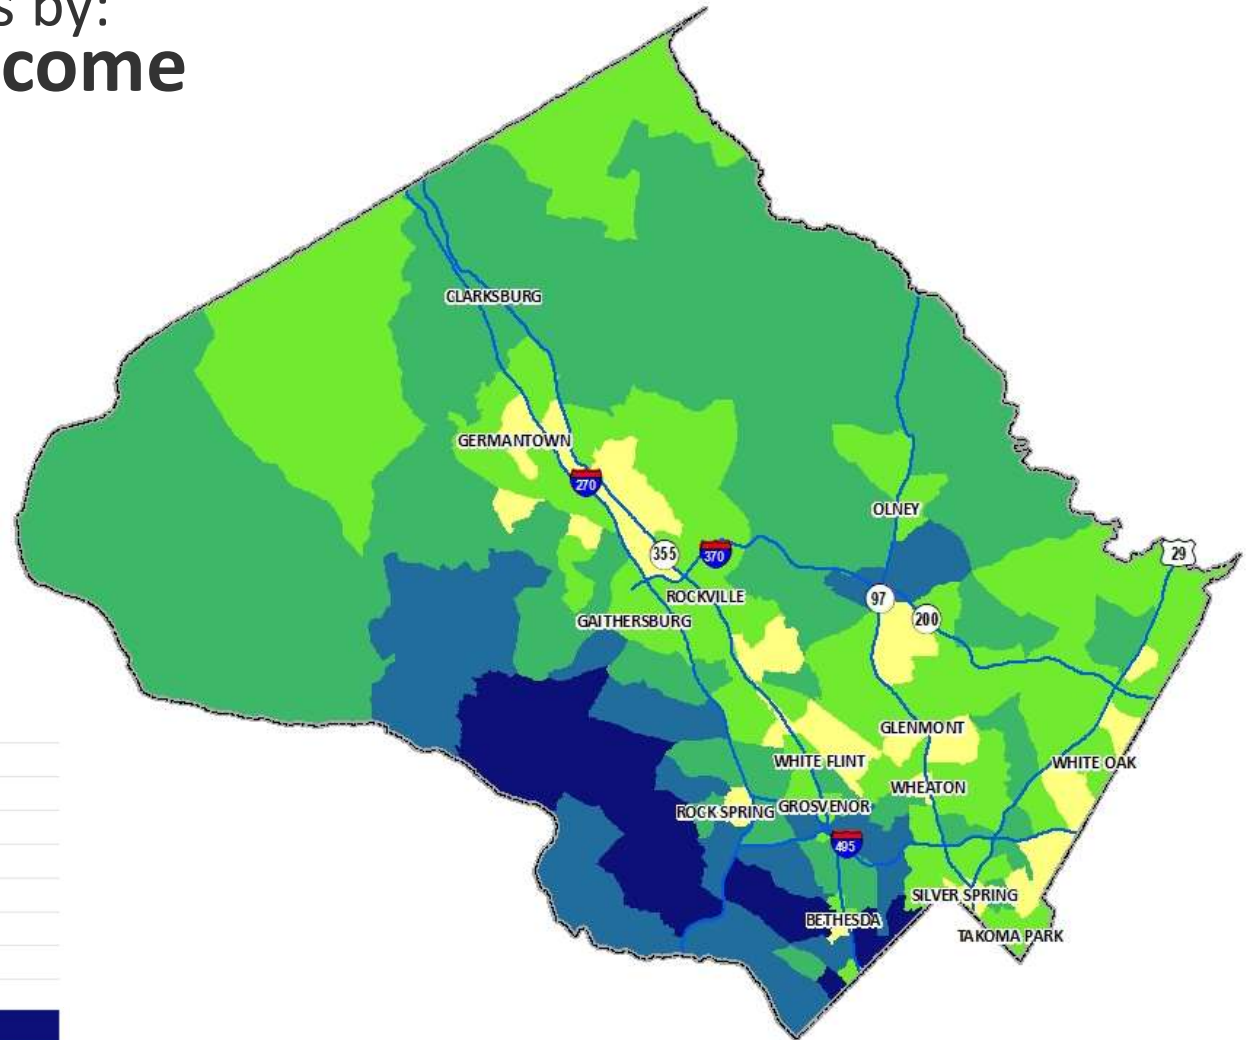 s by:
come
CLARKSBURG
GERMANTOWN
270
OLNEY
355
370
29
ROCKVILLE
97
200
GAITHERSBURG
GLENMONT
WHITE FLINT
WHITE OAK
WHEATON
ROCK SPRING
GROSVENOR
495
SILVER SPRING
BETHESDA
TAKOMA PARK